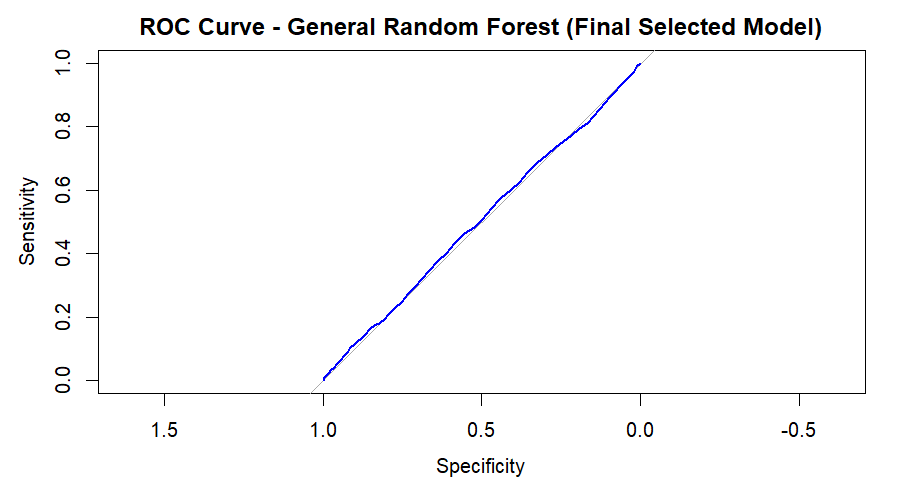 ROC Curve - General Random Forest (Final Selected Model)
1.0
0.8
0.6
0.4
0.2
0.0
Sensitivity
1.5 1.0 0.5 0.0 -0.5
Specificity